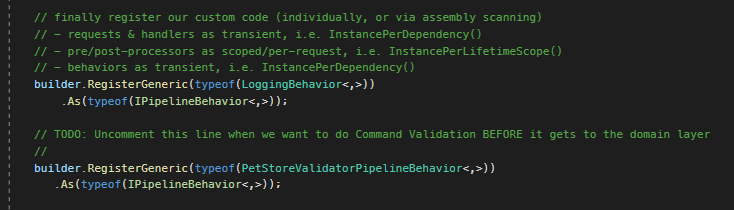 // finally register our custom code (individually, or via assembly scanning)
// - requests & handlers as transient, i.e. InstancePerDependency()
// - pre/post-processors as scoped/per-request, i.e. InstancePerLifetimeScope()
// - behaviors as transient, i.e. InstancePerDependency()
builder.RegisterGeneric(typeof(LoggingBehavior<,>))
.As(typeof(IPipelineBehavior<,>));
// TODO: Uncomment this line when we want to do Command Validation BEFORE it gets to the domain layer
//
builder.RegisterGeneric(typeof(PetStoreValidatorPipelineBehavior<,>))
.As(typeof(IPipelineBehavior<,>));